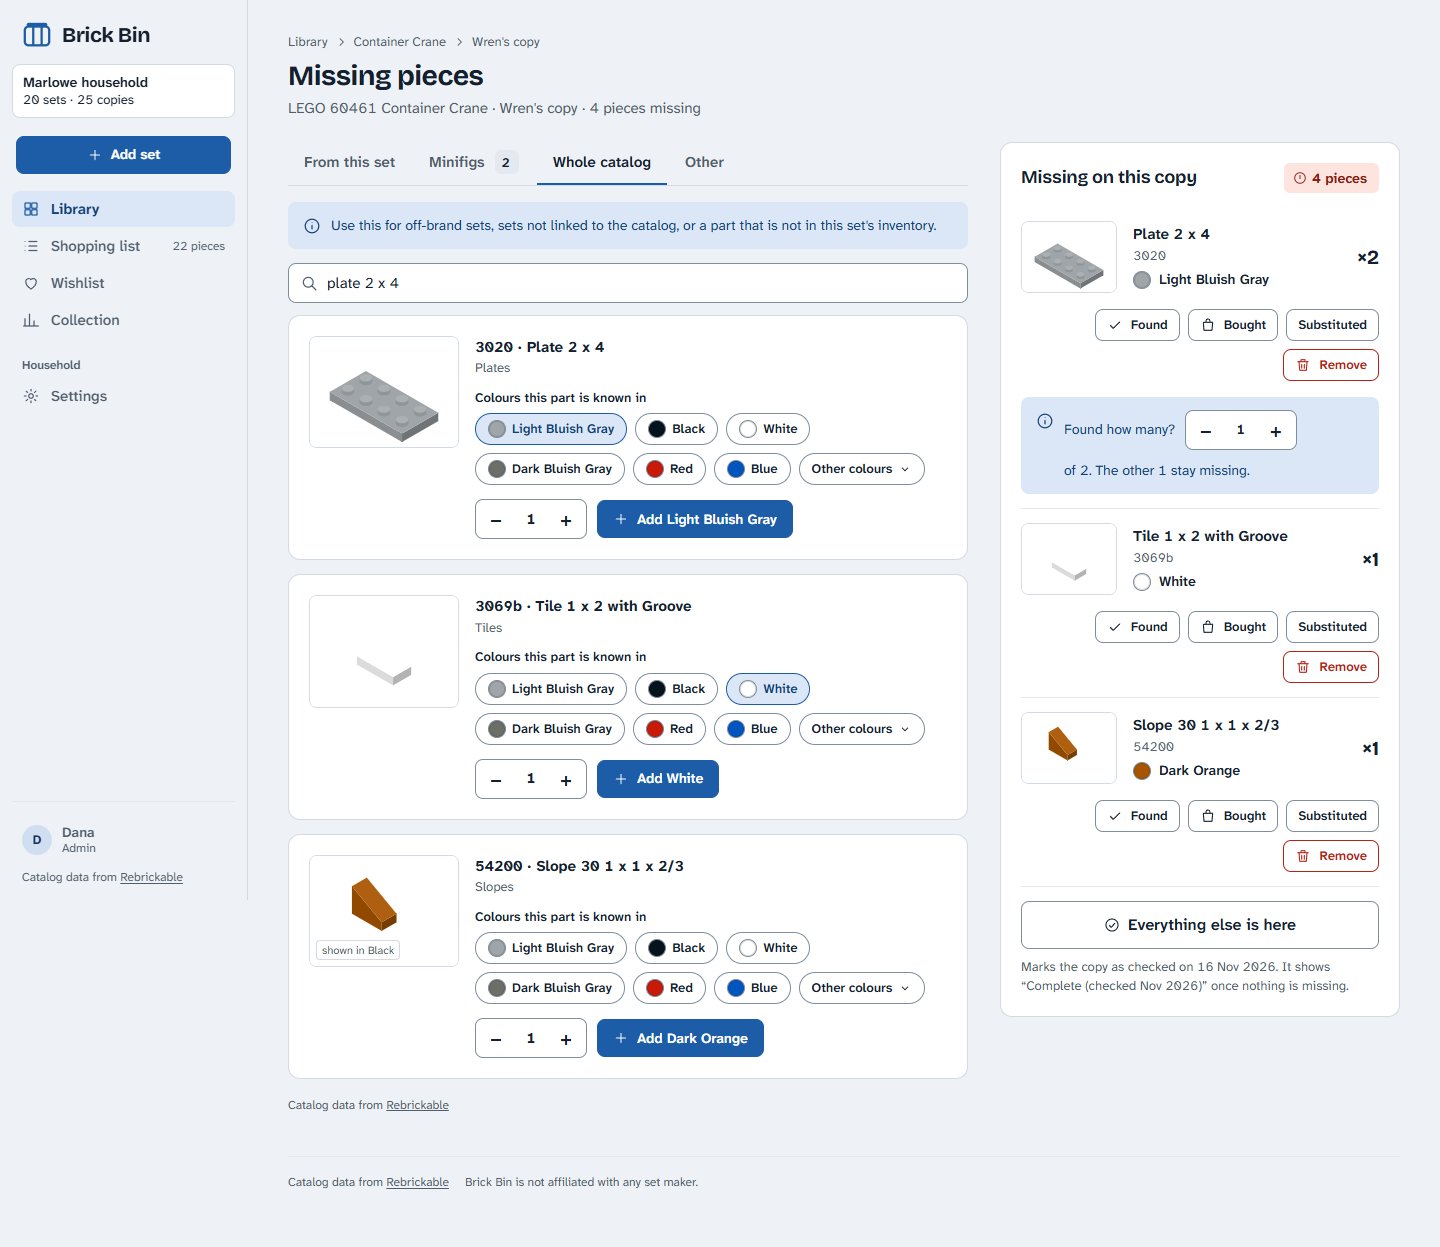 Brick Bin
Marlowe household
20 sets · 25 copies
Add set
Library
Shopping list 22 pieces
Wishlist
Collection
Household
Settings
D
Dana
Admin
Catalog data from Rebrickable
Library > Container Crane > Wren's copy
Missing pieces
LEGO 60461 Container Crane · Wren's copy · 4 pieces missing
From this set Minifigs 2 Whole catalog Other
Use this for off-brand sets, sets not linked to the catalog, or a part that is not in this set's inventory.
plate 2 x 4
3020 · Plate 2 x 4
Plates
Colours this part is known in
Light Bluish Gray Black White
Dark Bluish Gray Red Blue Other colours
− 1 + Add Light Bluish Gray
3069b · Tile 1 x 2 with Groove
Tiles
Colours this part is known in
Light Bluish Gray Black White
Dark Bluish Gray Red Blue Other colours
− 1 + Add White
54200 · Slope 30 1 x 1 x 2/3
Slopes
shown in Black
Colours this part is known in
Light Bluish Gray Black White
Dark Bluish Gray Red Blue Other colours
− 1 + Add Dark Orange
Catalog data from Rebrickable
Missing on this copy 4 pieces
Plate 2 x 4
3020
Light Bluish Gray
×2
Found Bought Substituted
Remove
Found how many? − 1 +
of 2. The other 1 stay missing.
Tile 1 x 2 with Groove
3069b
White
×1
Found Bought Substituted
Remove
Slope 30 1 x 1 x 2/3
54200
Dark Orange
×1
Found Bought Substituted
Remove
Everything else is here
Marks the copy as checked on 16 Nov 2026. It shows
“Complete (checked Nov 2026)” once nothing is missing.
Catalog data from Rebrickable Brick Bin is not affiliated with any set maker.